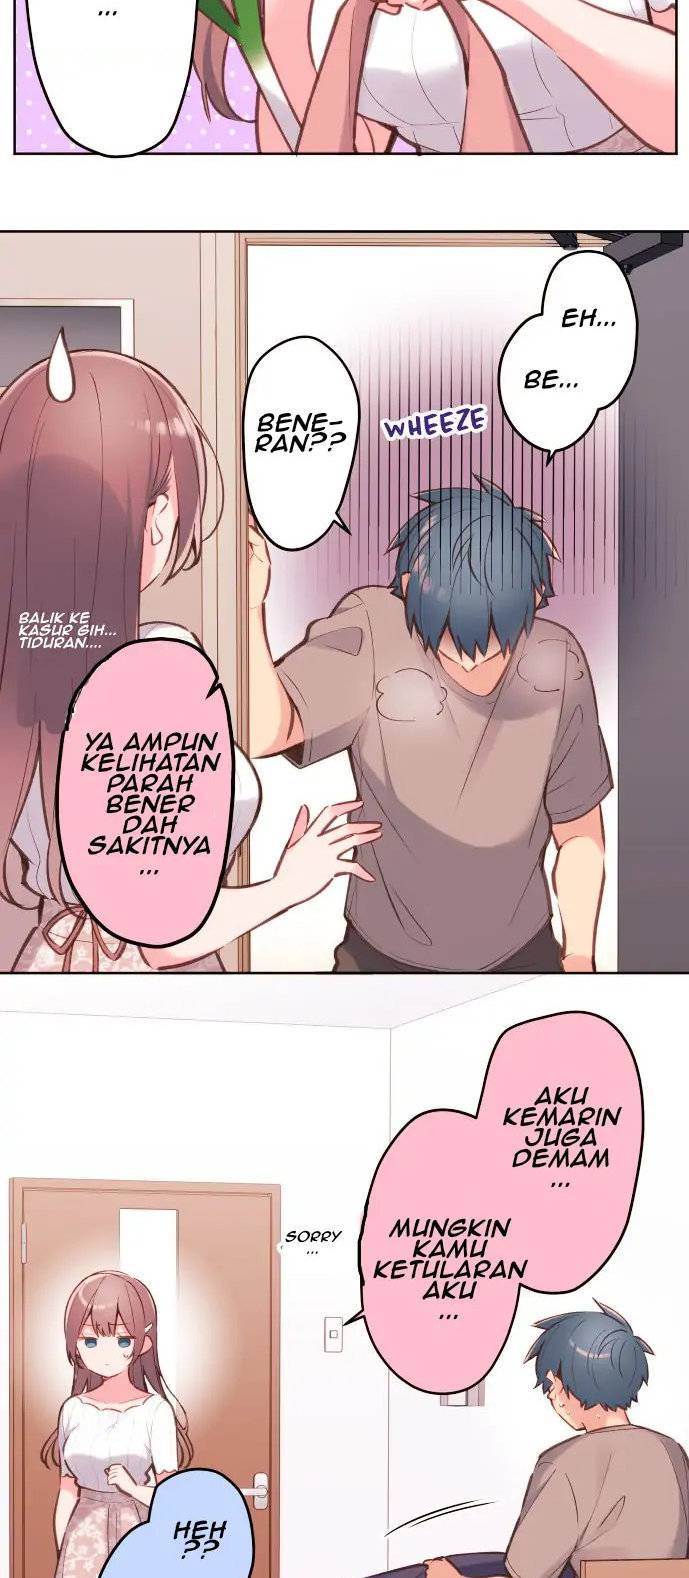 ...
EH...
BE...
BENE-
RAN??
WHEEZE
BALIK KE
KASUR GIH...
TIDURAN....
YA AMPUN
KELIHATAN
PARAH
BENER
DAH
SAKITNYA
...
AKU
KEMARIN
JUGA
DEMAM
...
MUNGKIN
KAMU
KETULARAN
AKU
...
SORRY
...
HEH
??